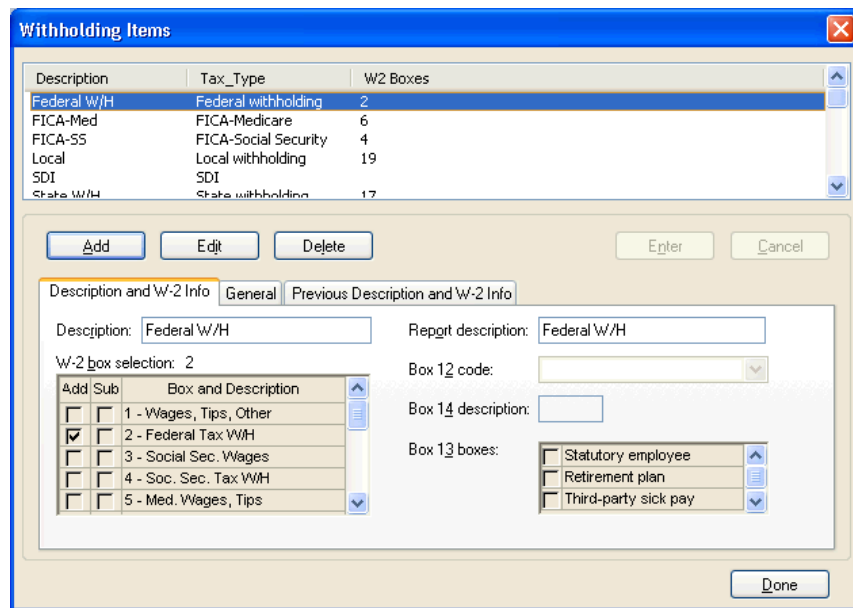 Withholding Items
Description Tax_Type W2 Boxes
Federal W/H Federal withholding 2
FICA-Med FICA-Medicare 6
FICA-SS FICA-Social Security 4
Local Local withholding 19
SDI SDI
State W/H State withholding 17
Add Edit Delete Enter Cancel
Description and W-2 Info General Previous Description and W-2 Info
Description: Federal W/H Report description: Federal W/H
W-2 box selection: 2 Box 12 code:
Add Sub Box and Description
1 - Wages, Tips, Other Box 14 description:
2 - Federal Tax W/H
3 - Social Sec. Wages Box 13 boxes: Statutory employee
4 - Soc. Sec. Tax W/H Retirement plan
5 - Med. Wages, Tips Third-party sick pay
Done